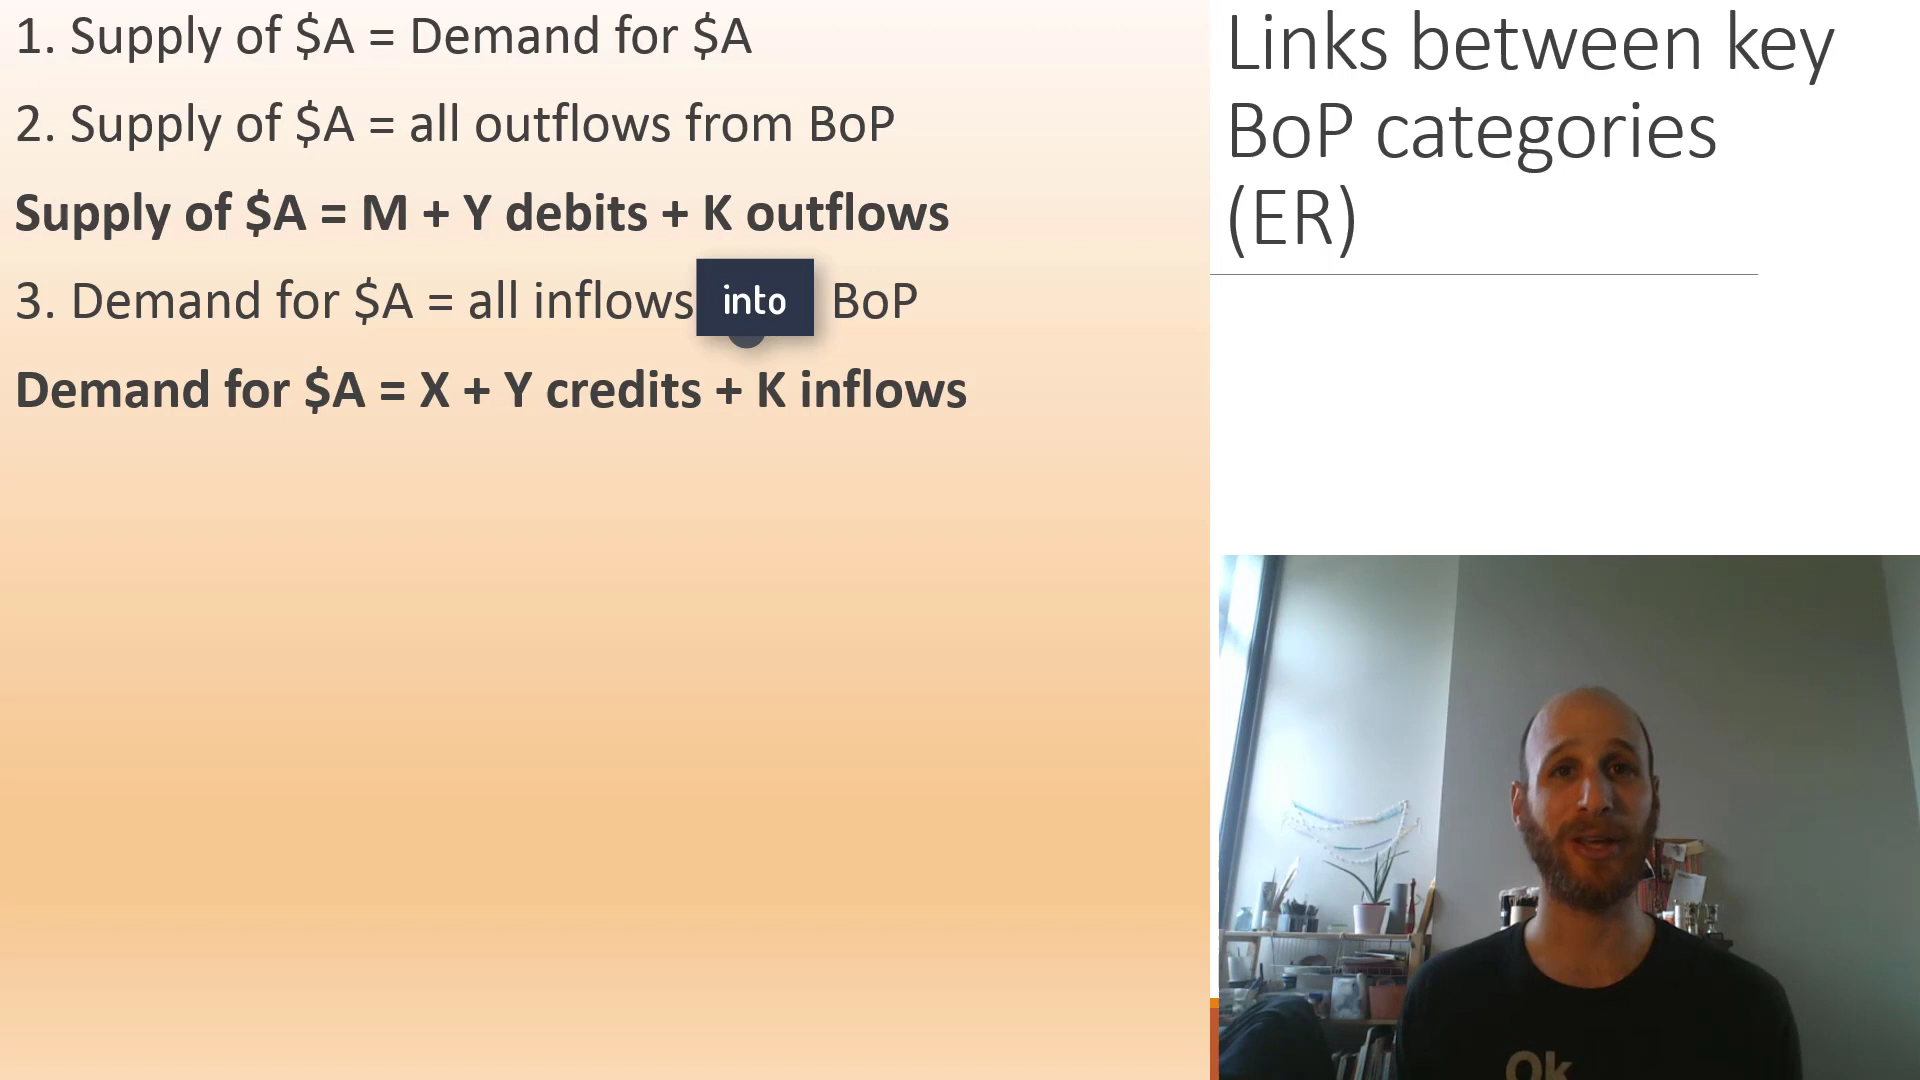 1. Supply of $A = Demand for $A
2. Supply of $A = all outflows from BoP
Supply of $A = M + Y debits + K outflows
3. Demand for $A = all inflows into BoP
Demand for $A = X + Y credits + K inflows
Links between key
BoP categories
(ER)
Ok